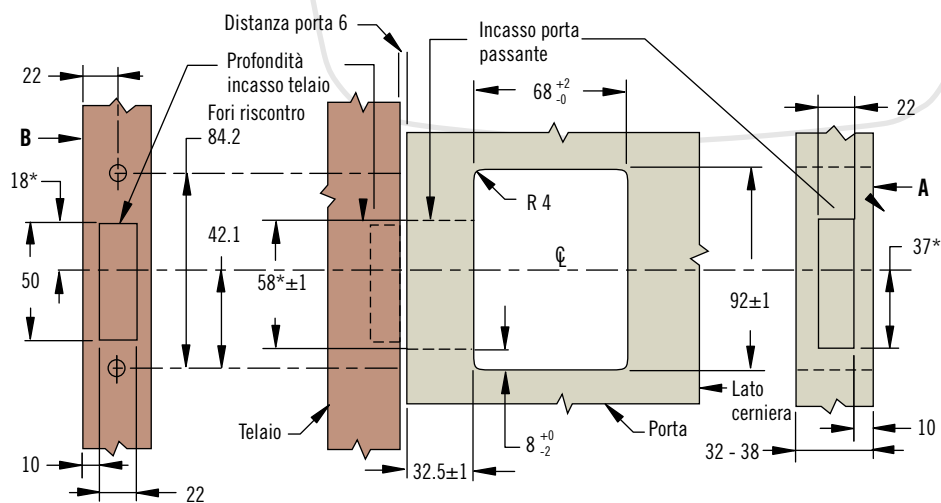 Distanza porta 6
Profondità
incasso telaio
Incasso porta
passante
22
Fori riscontro
84.2
68 +2 -0
22
B
18*
R 4
A
50
42.1
58*±1
℄
92±1
37*
Telaio
Lato
cerniera
Porta
8 +0 -2
10
22
32.5±1
32 - 38
10